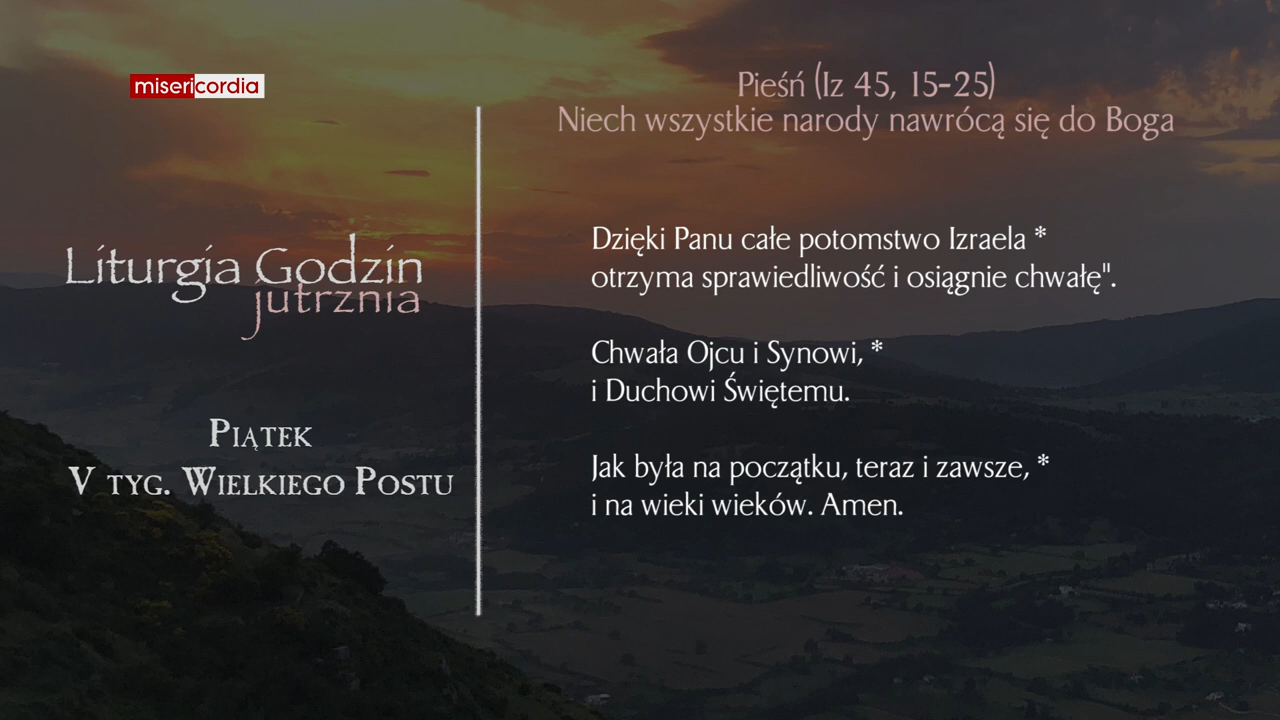 misericordia
Liturgia Godzin
jutrznia
Piątek
V tyg. Wielkiego Postu
Pieśń (Iz 45, 15-25)
Niech wszystkie narody nawrócą się do Boga
Dzięki Panu całe potomstwo Izraela *
otrzyma sprawiedliwość i osiągnie chwałę".
Chwała Ojcu i Synowi, *
i Duchowi Świętemu.
Jak była na początku, teraz i zawsze, *
i na wieki wieków. Amen.